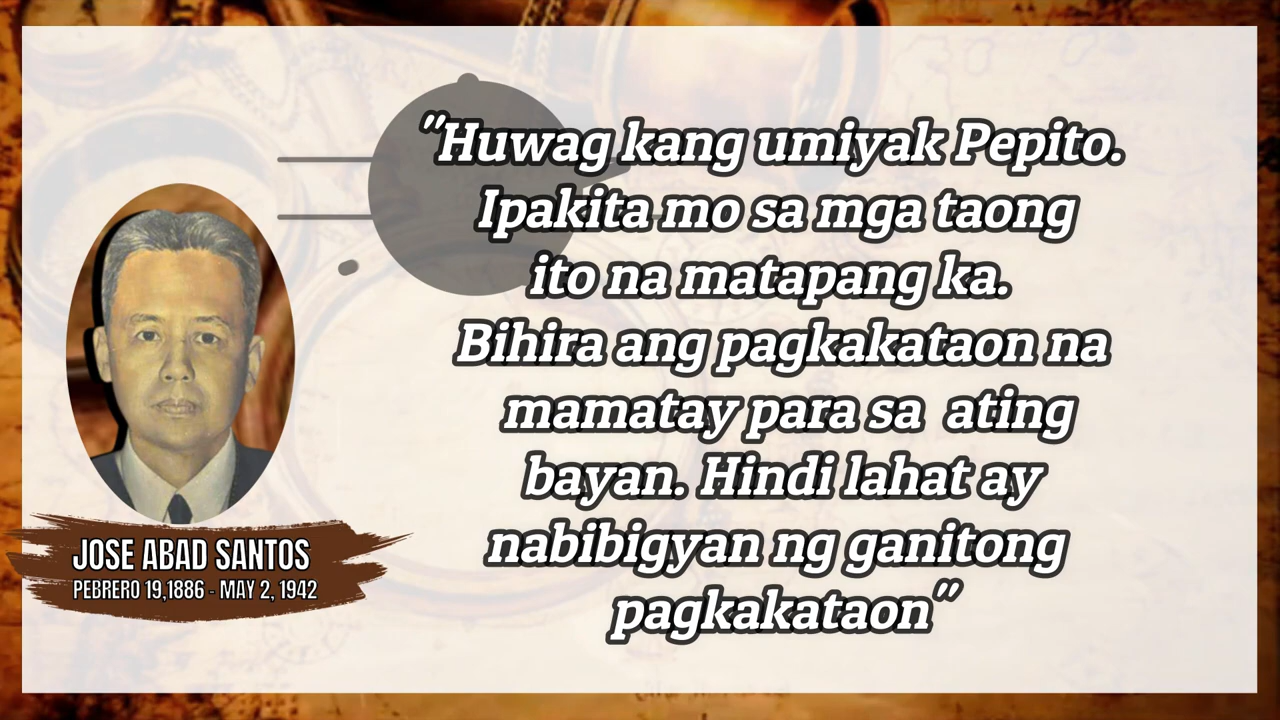 "Huwag kang umiyak Pepito.
Ipakita mo sa mga taong
ito na matapang ka.
Bihira ang pagkakataon na
mamatay para sa ating
bayan. Hindi lahat ay
nabibigyan ng ganitong
pagkakataon"
JOSE ABAD SANTOS
PEBRERO 19,1886 - MAY 2, 1942